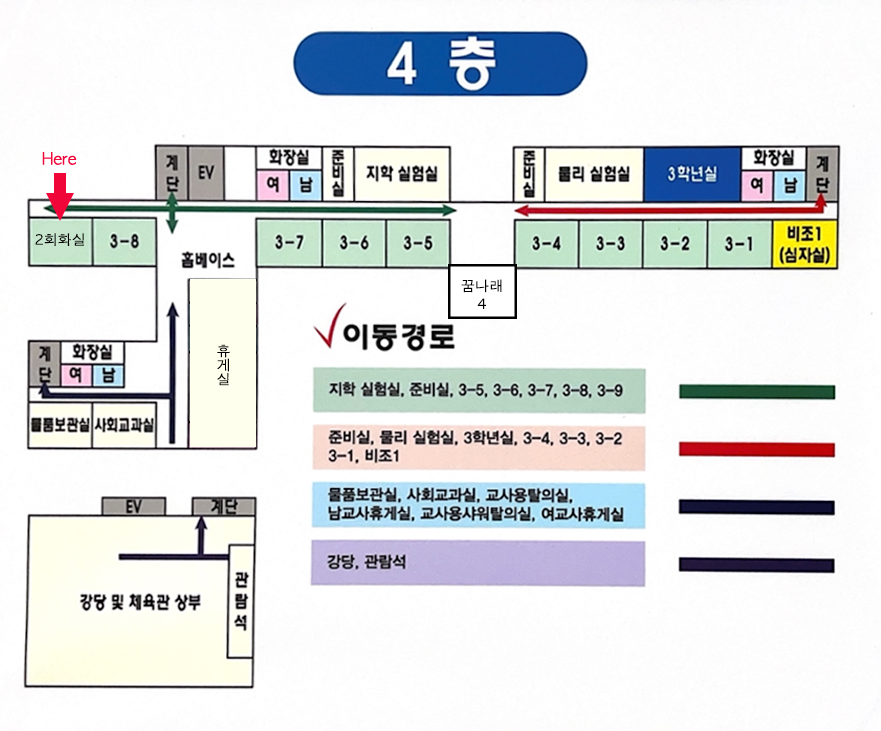 4 층
Here
계단
EV
화장실
여
남
준비실
지학 실험실
준비실
물리 실험실
3학년실
화장실
여
남
계단
2회화실
3-8
홈베이스
3-7
3-6
3-5
3-4
3-3
3-2
3-1
비조1
(심자실)
꿈나래
4
휴게실
계단
화장실
여
남
물품보관실
사회교과실
이동경로
지학 실험실, 준비실, 3-5, 3-6, 3-7, 3-8, 3-9
준비실, 물리 실험실, 3학년실, 3-4, 3-3, 3-2
3-1, 비조1
물품보관실, 사회교과실, 교사용탈의실,
남교사휴게실, 교사용샤워탈의실, 여교사휴게실
강당, 관람석
EV
계단
강당 및 체육관 상부
관람석